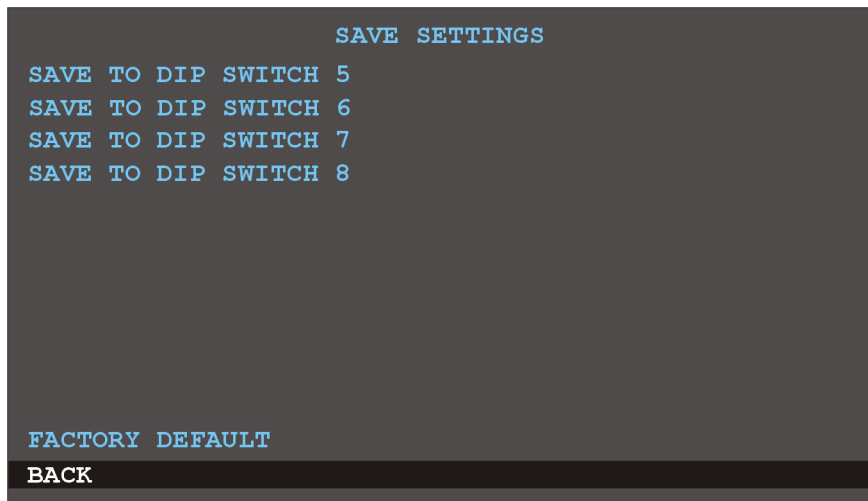 SAVE SETTINGS
SAVE TO DIP SWITCH 5
SAVE TO DIP SWITCH 6
SAVE TO DIP SWITCH 7
SAVE TO DIP SWITCH 8
FACTORY DEFAULT
BACK